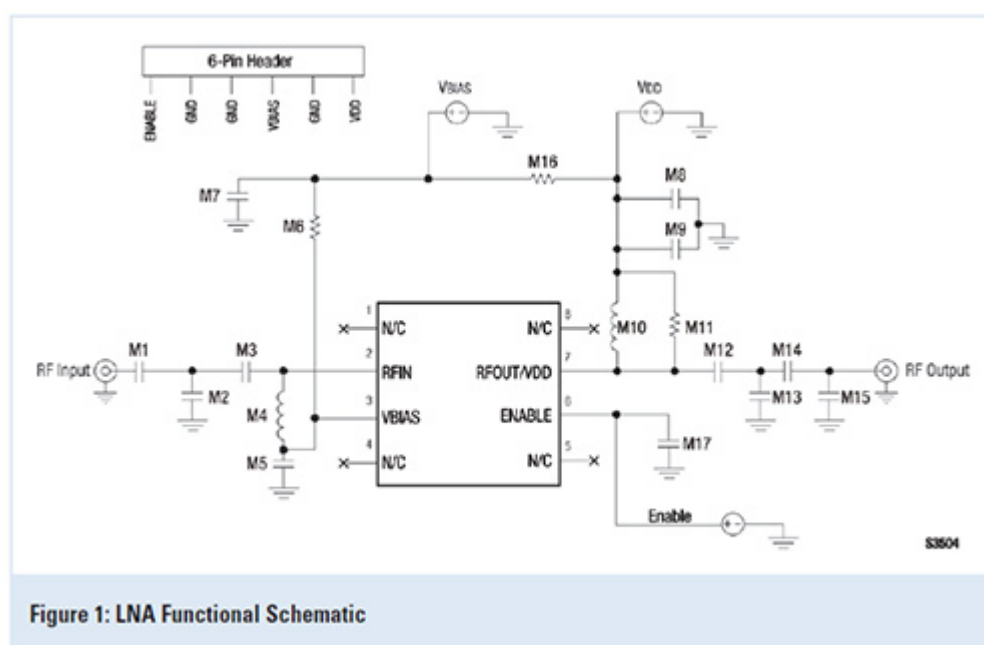 6-Pin Header
ENABLE
GND
GND
VBIAS
GND
VDD
VBIAS
VDD
M16
M7
M6
M8
M9
1
N/C
8
N/C
M10
M11
RF Input
M1
M3
2
RFIN
RFOUT/VDD
7
M12
M14
RF Output
M2
M4
3
VBIAS
ENABLE
6
M13
M15
M5
4
N/C
N/C
5
M17
Enable
S3504
Figure 1: LNA Functional Schematic